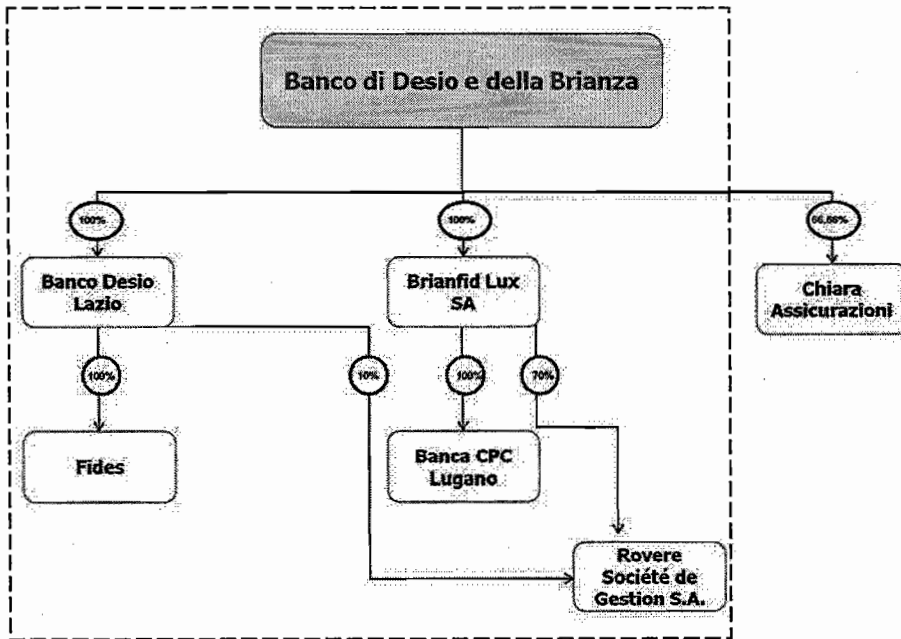 Banco di Desio e della Brianza
100%
100%
66,66%
Banco Desio
Lazio
Brianfid Lux
SA
Chiara
Assicurazioni
100%
10%
100%
70%
Fides
Banca CPC
Lugano
Rovere
Société de
Gestion S.A.